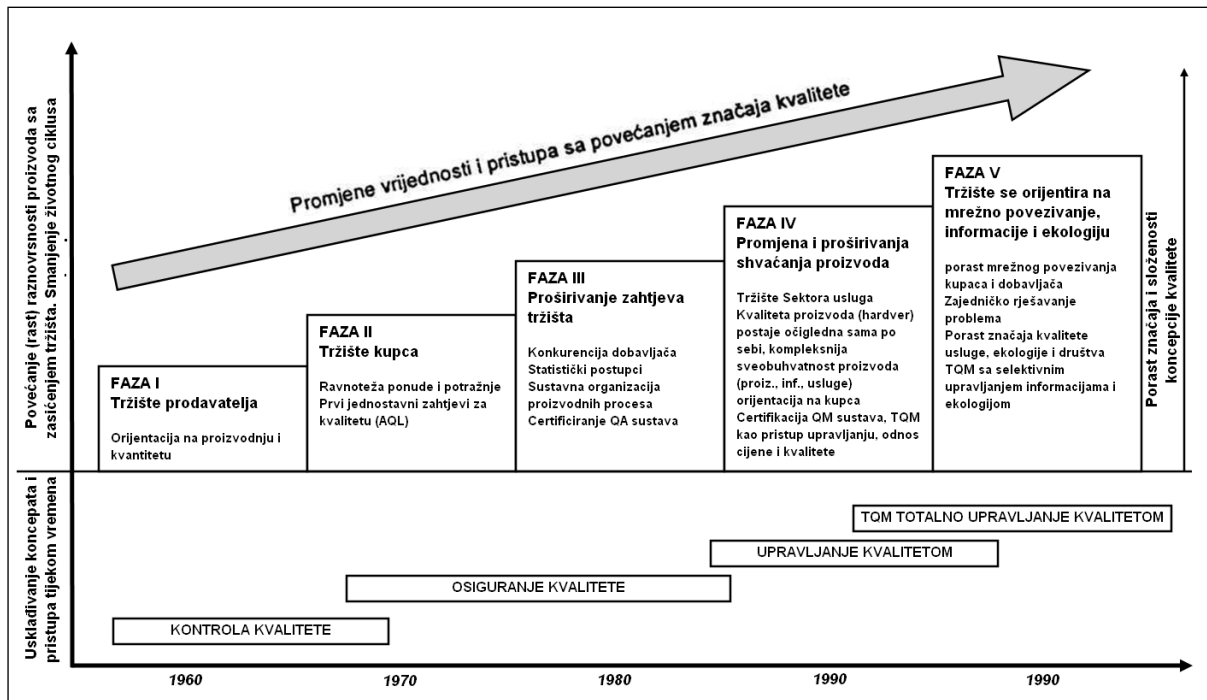 Povećanje (rast) raznovrsnosti proizvoda sa
zasićenjem tržišta. Smanjenje životnog ciklusa
Promjene vrijednosti i pristupa sa povećanjem značaja kvalitete
FAZA I
Tržište prodavatelja
Orijentacija na proizvodnju i
kvantitetu
FAZA II
Tržište kupca
Ravnoteža ponude i potražnje
Prvi jednostavni zahtjevi za
kvalitetu (AQL)
FAZA III
Proširivanje zahtjeva
tržišta
Konkurencija dobavljača
Statistički postupci
Sustavna organizacija
proizvodnih procesa
Certificiranje QA sustava
FAZA IV
Promjena i proširivanja
shvaćanja proizvoda
Tržište Sektora usluga
Kvaliteta proizvoda (hardver)
postaje očigledna sama po
sebi, kompleksnija
sveobuhvatnost proizvoda
(proiz., inf., usluge)
orijentacija na kupca
Certifikacija QM sustava, TQM
kao pristup upravljanju, odnos
cijene i kvalitete
FAZA V
Tržište se orijentira na
mrežno povezivanje,
informacije i ekologiju
porast mrežnog povezivanja
kupaca i dobavljača
Zajedničko rješavanje
problema
Porast značaja kvalitete
usluge, ekologije i društva
TQM sa selektivnim
upravljanjem informacijama i
ekologijom
Porast značaja i složenosti
koncepcije kvalitete
Usklađivanje koncepata i
pristupa tijekom vremena
TQM TOTALNO UPRAVLJANJE KVALITETOM
UPRAVLJANJE KVALITETOM
OSIGURANJE KVALITETE
KONTROLA KVALITETE
1960
1970
1980
1990
1990